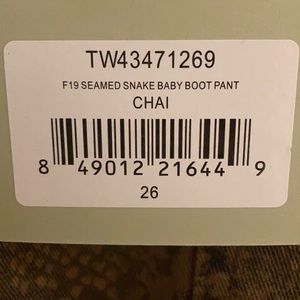 TW43471269
F19 SEAMED SNAKE BABY BOOT PANT
CHAI
8 49012 21644 9
26